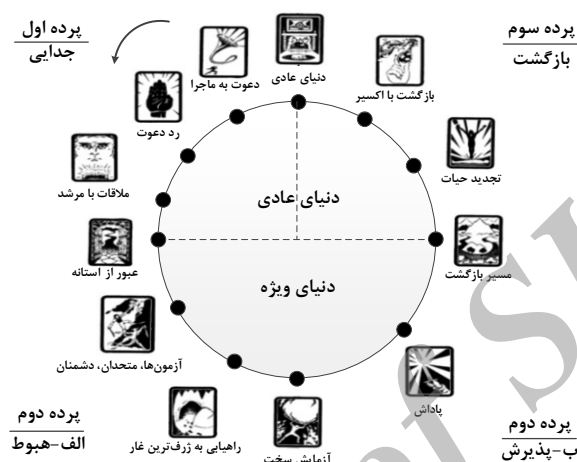 پرده اول
جدایی
پرده سوم
بازگشت
دنیای عادی
دعوت به ماجرا
رد دعوت
ملاقات با مرشد
عبور از استانه
آزمون‌ها، متحدان، دشمنان
راهیابی به ژرف‌ترین غار
آزمایش سخت
پاداش
مسیر بازگشت
تجدید حیات
بازگشت با اکسیر
دنیای عادی
دنیای ویژه
پرده دوم
الف-هبوط
پرده دوم
ب-پذیرش
of S